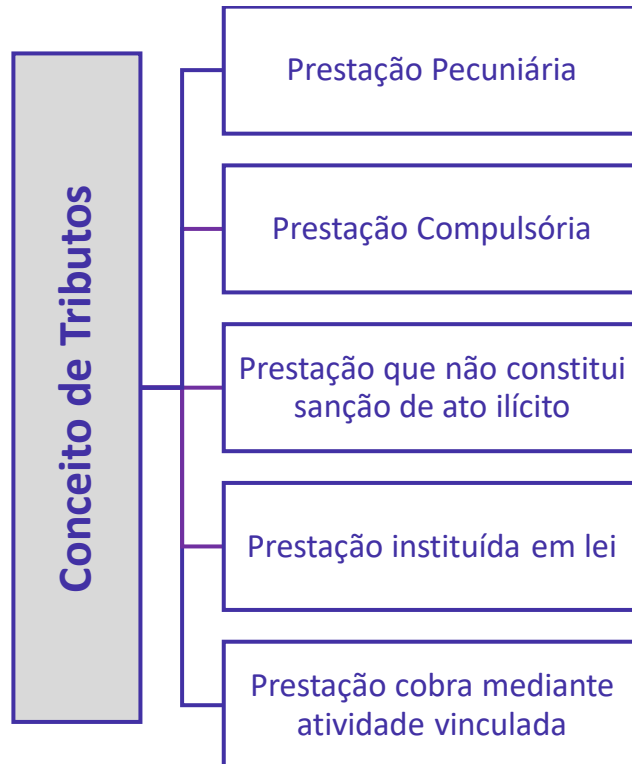 Conceito de Tributos
Prestação Pecuniária
Prestação Compulsória
Prestação que não constitui
sanção de ato ilícito
Prestação instituída em lei
Prestação cobra mediante
atividade vinculada